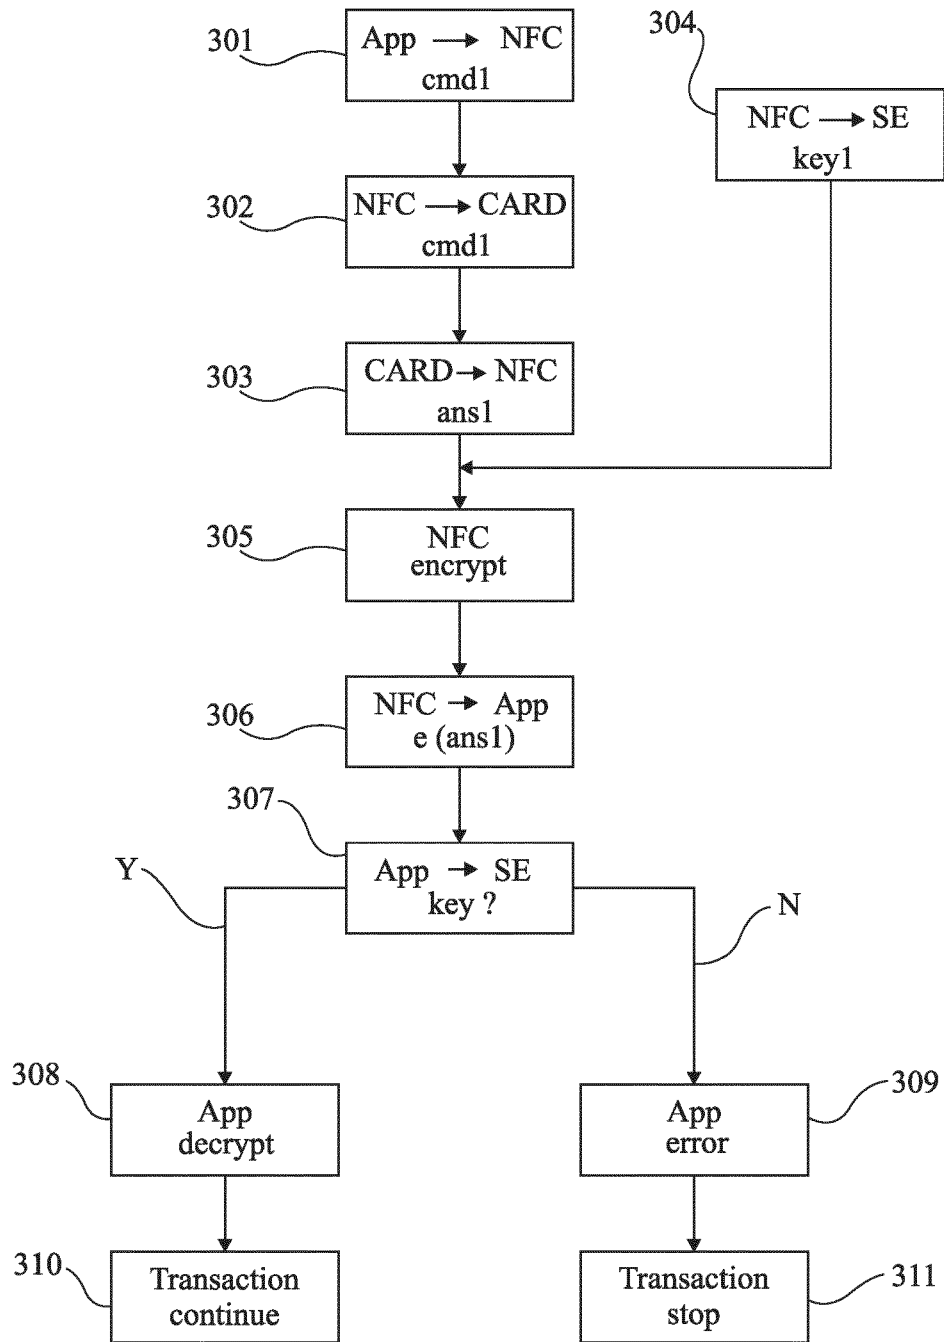 301
App → NFC
cmd1
304
NFC → SE
key1
302
NFC → CARD
cmd1
303
CARD → NFC
ans1
305
NFC
encrypt
306
NFC → App
e (ans1)
307
App → SE
key ?
Y
N
308
App
decrypt
309
App
error
310
Transaction
continue
311
Transaction
stop